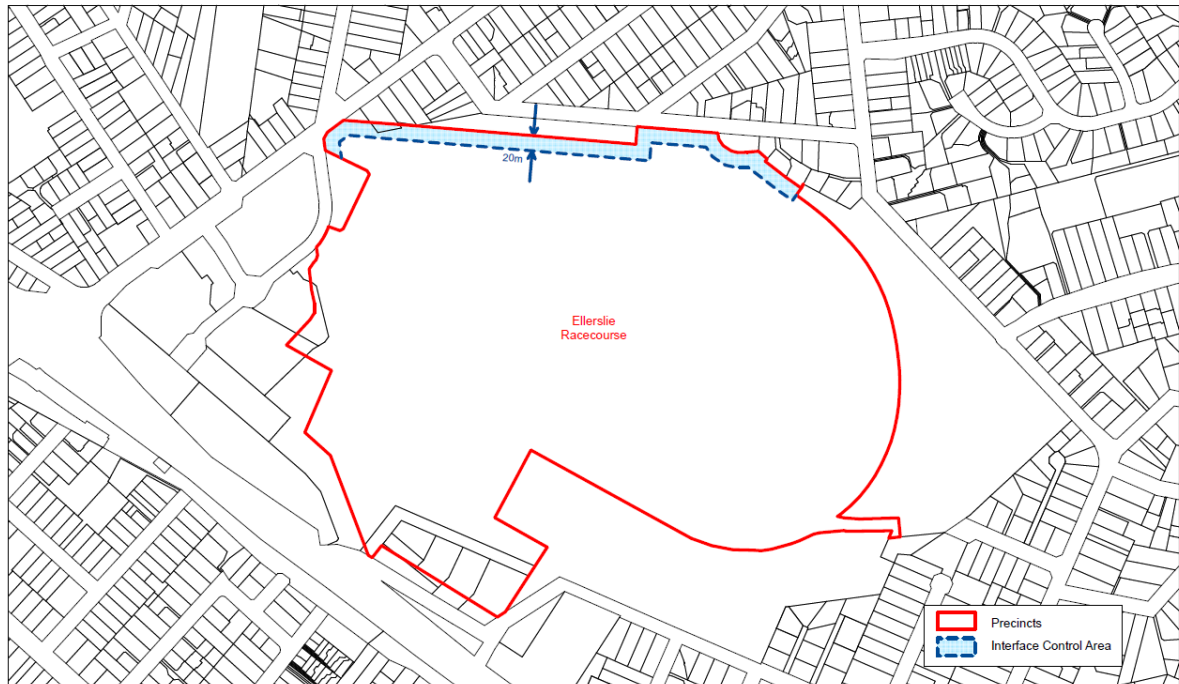 20m
Ellerslie
Racecourse
Precincts
Interface Control Area